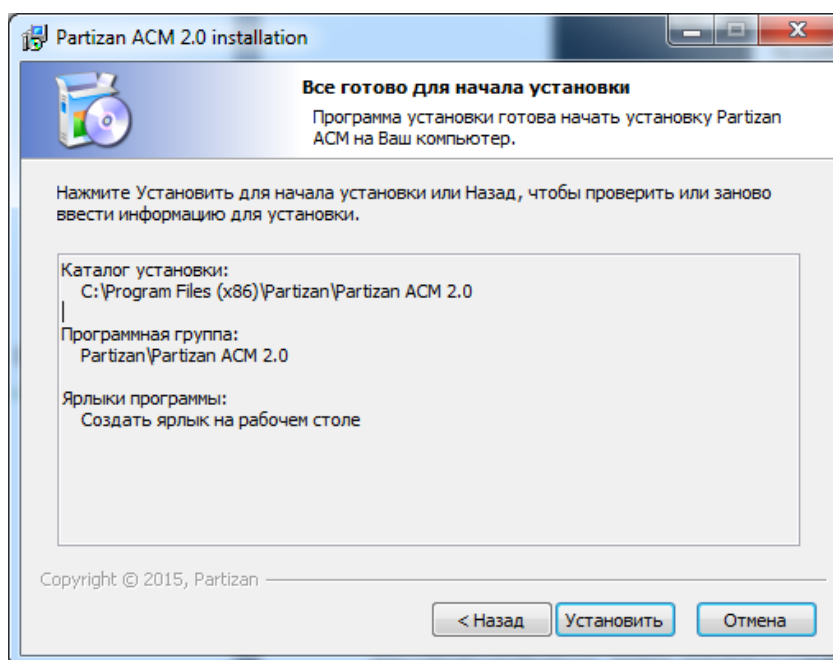 Partizan ACM 2.0 installation
Все готово для начала установки
Программа установки готова начать установку Partizan
ACM на Ваш компьютер.
Нажмите Установить для начала установки или Назад, чтобы проверить или заново
ввести информацию для установки.
Каталог установки:
C:\Program Files (x86)\Partizan\Partizan ACM 2.0
Программная группа:
Partizan\Partizan ACM 2.0
Ярлыки программы:
Создать ярлык на рабочем столе
Copyright © 2015, Partizan
< Назад
Установить
Отмена